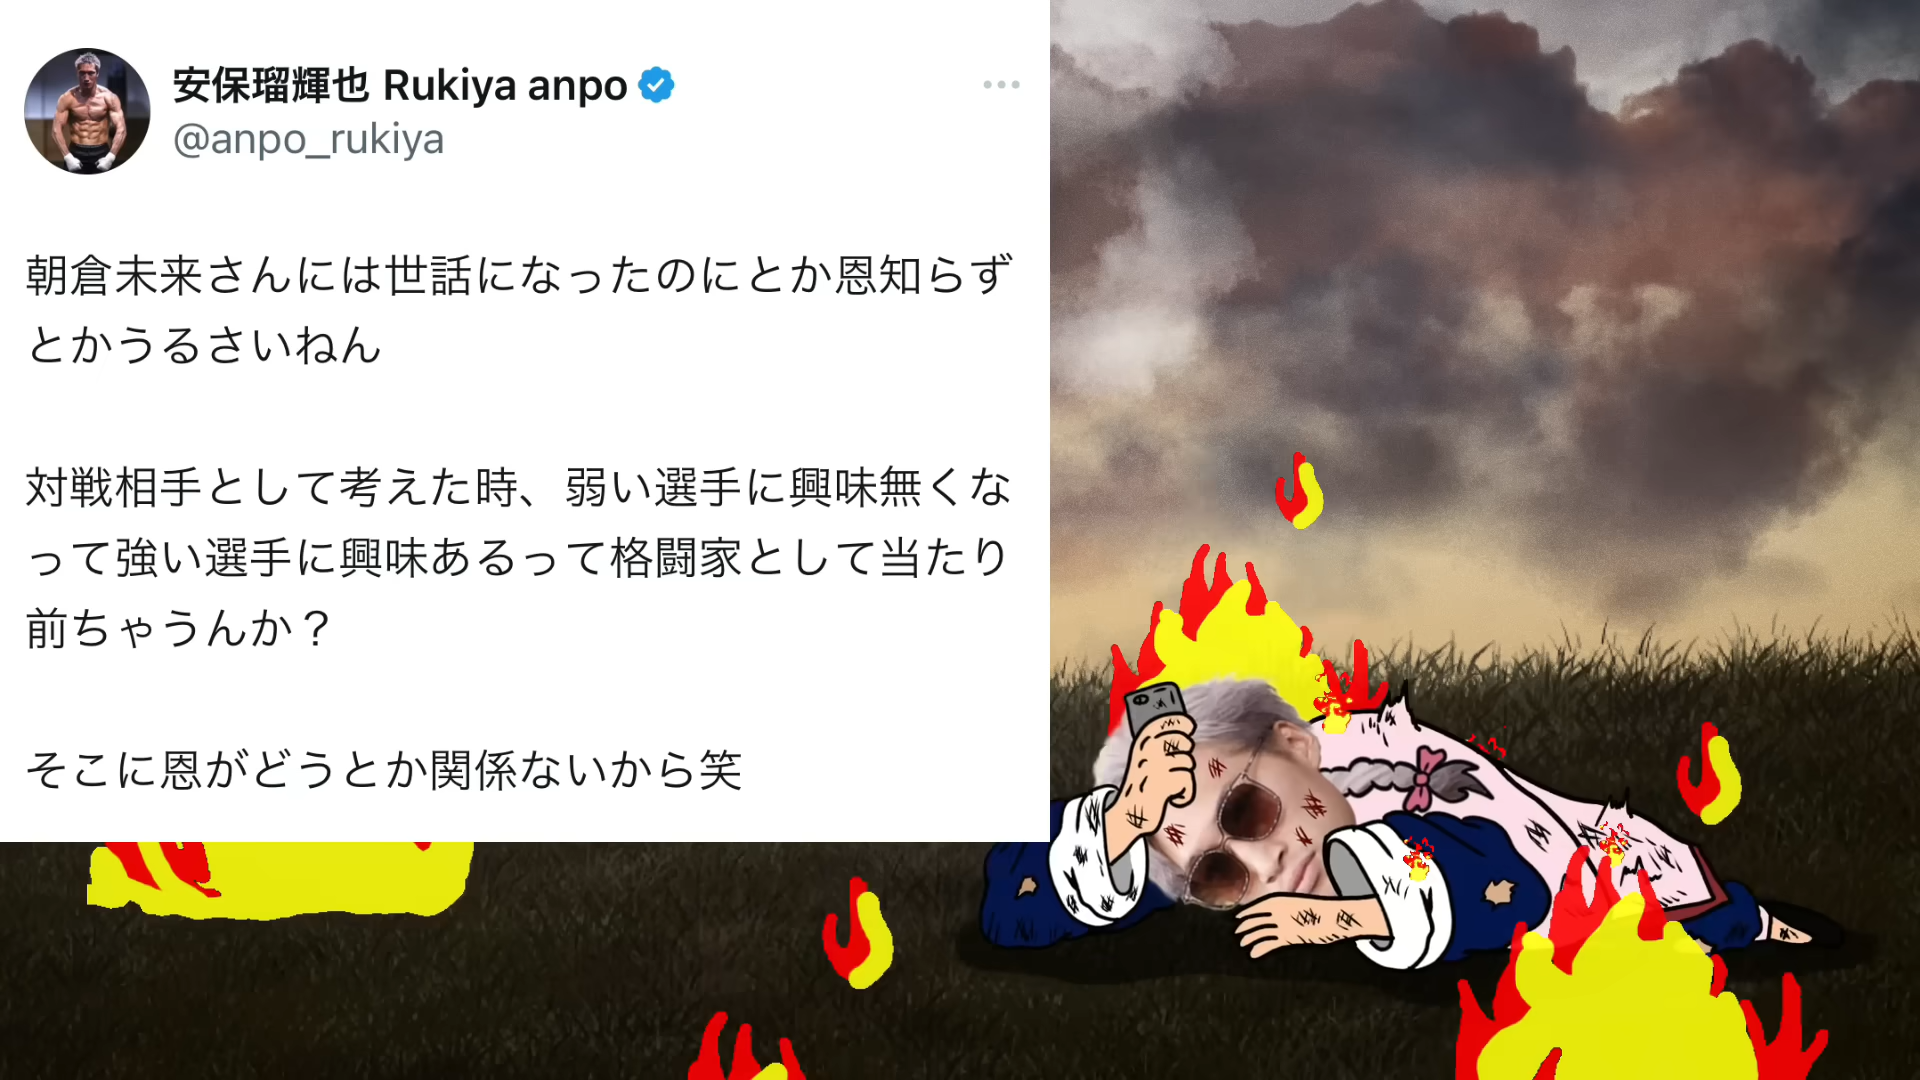 安保瑠輝也 Rukiya anpo
@anpo_rukiya
朝倉未来さんには世話になったのにとか恩知らず
とかうるさいねん
対戦相手として考えた時、弱い選手に興味無くな
って強い選手に興味あるって格闘家として当たり
前ちゃうんか？
そこに恩がどうとか関係ないから笑